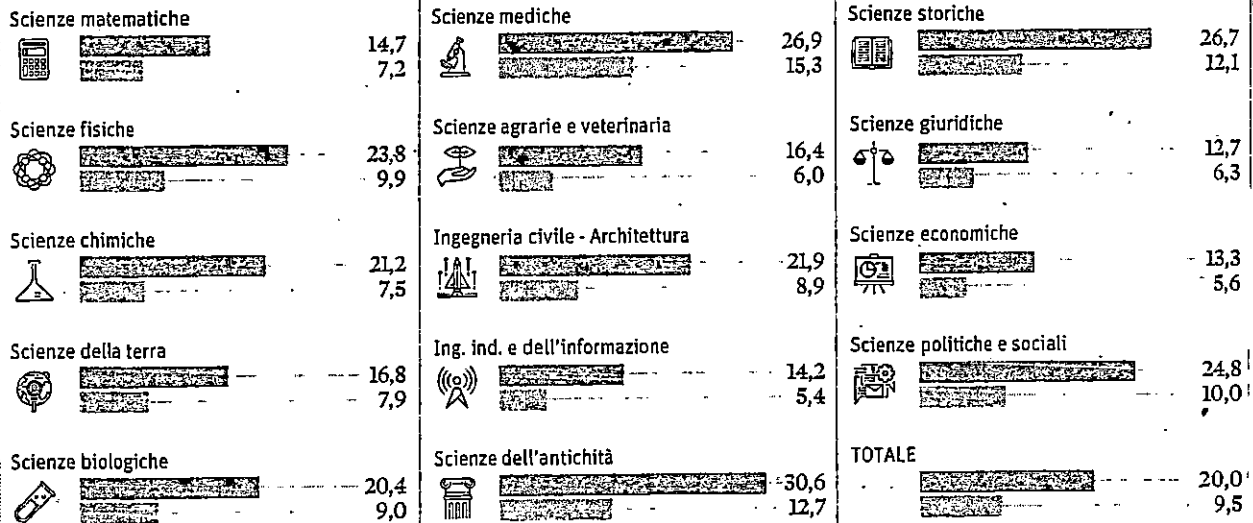 Scienze matematiche
14,7
7,2
Scienze fisiche
23,8
9,9
Scienze chimiche
21,2
7,5
Scienze della terra
16,8
7,9
Scienze biologiche
20,4
9,0
Scienze mediche
26,9
15,3
Scienze agrarie e veterinaria
16,4
6,0
Ingegneria civile - Architettura
21,9
8,9
Ing. ind. e dell'informazione
14,2
5,4
Scienze dell'antichità
30,6
12,7
Scienze storiche
26,7
12,1
Scienze giuridiche
12,7
6,3
Scienze economiche
13,3
5,6
Scienze politiche e sociali
24,8
10,0
TOTALE
20,0
9,5